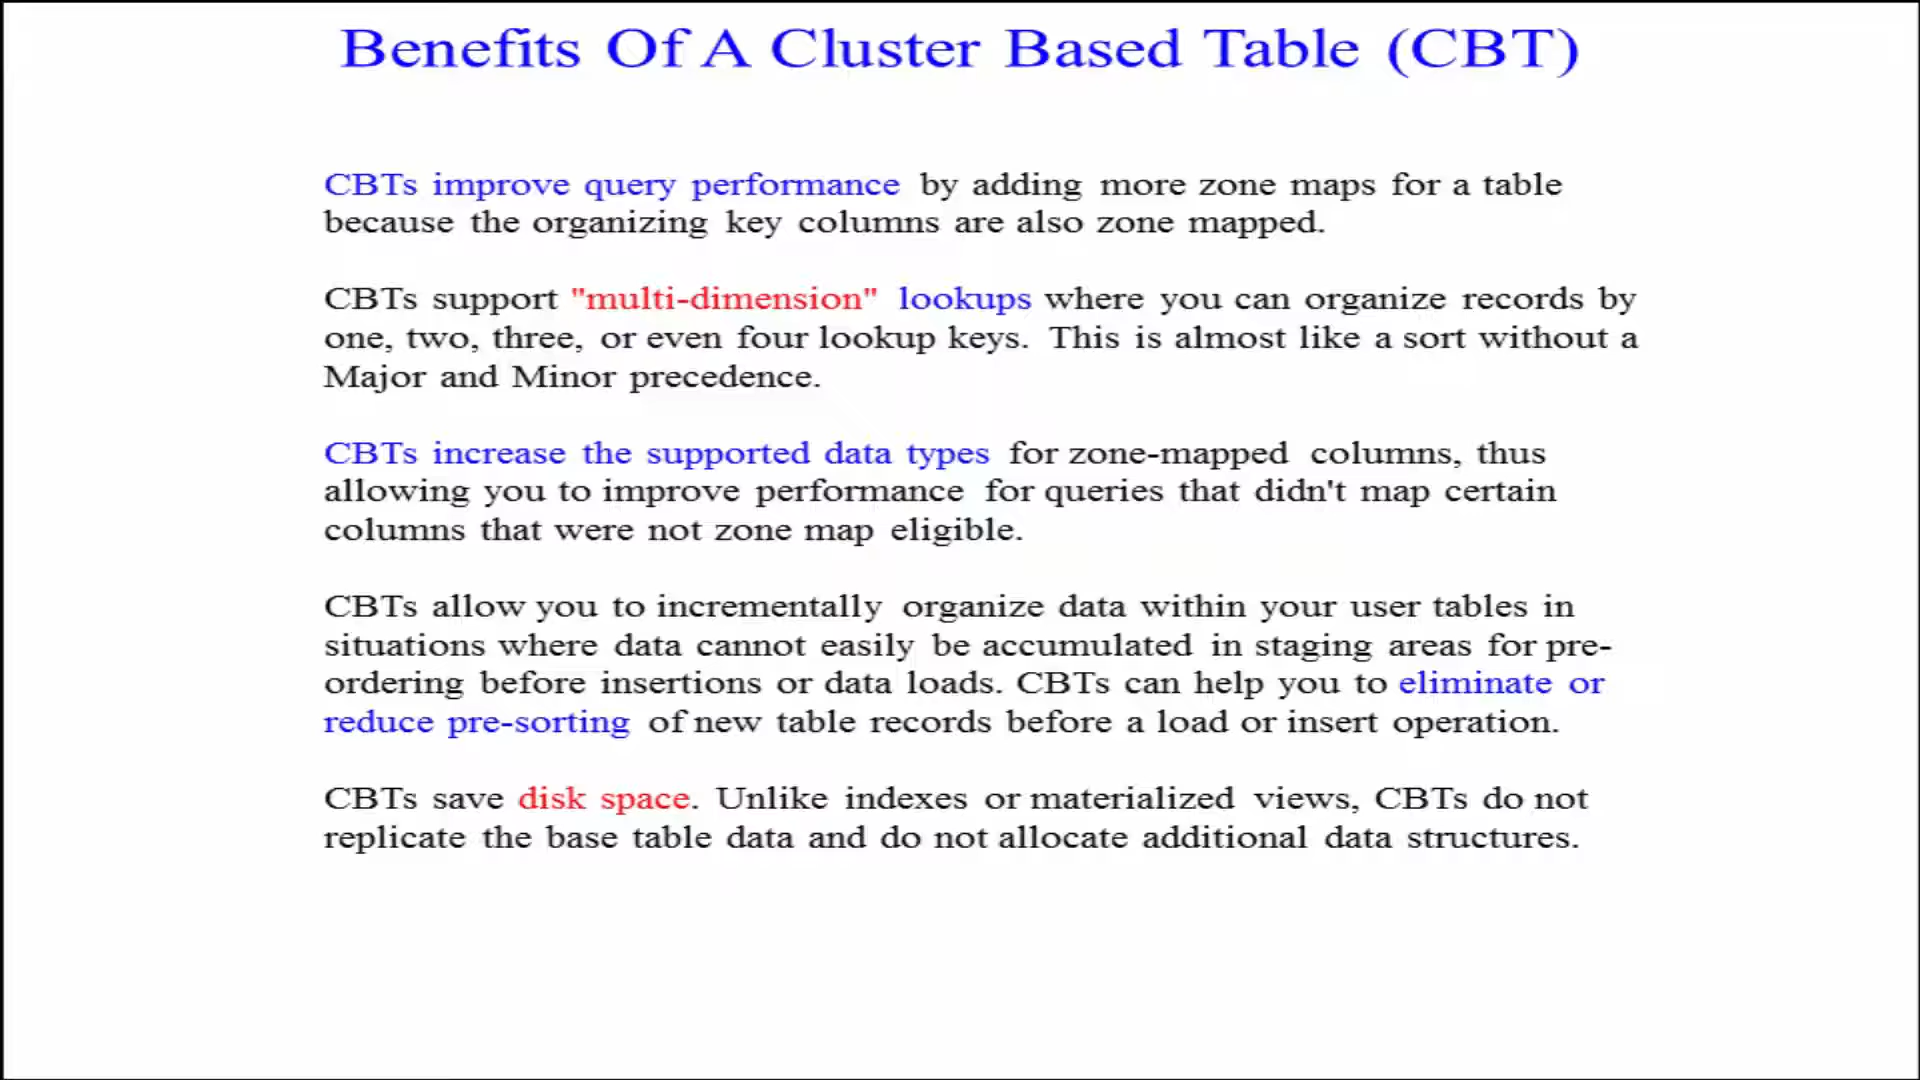 Benefits Of A Cluster Based Table (CBT)
CBTs improve query performance by adding more zone maps for a table
because the organizing key columns are also zone mapped.
CBTs support "multi-dimension" lookups where you can organize records by
one, two, three, or even four lookup keys. This is almost like a sort without a
Major and Minor precedence.
CBTs increase the supported data types for zone-mapped columns, thus
allowing you to improve performance for queries that didn't map certain
columns that were not zone map eligible.
CBTs allow you to incrementally organize data within your user tables in
situations where data cannot easily be accumulated in staging areas for pre-
ordering before insertions or data loads. CBTs can help you to eliminate or
reduce pre-sorting of new table records before a load or insert operation.
CBTs save disk space. Unlike indexes or materialized views, CBTs do not
replicate the base table data and do not allocate additional data structures.